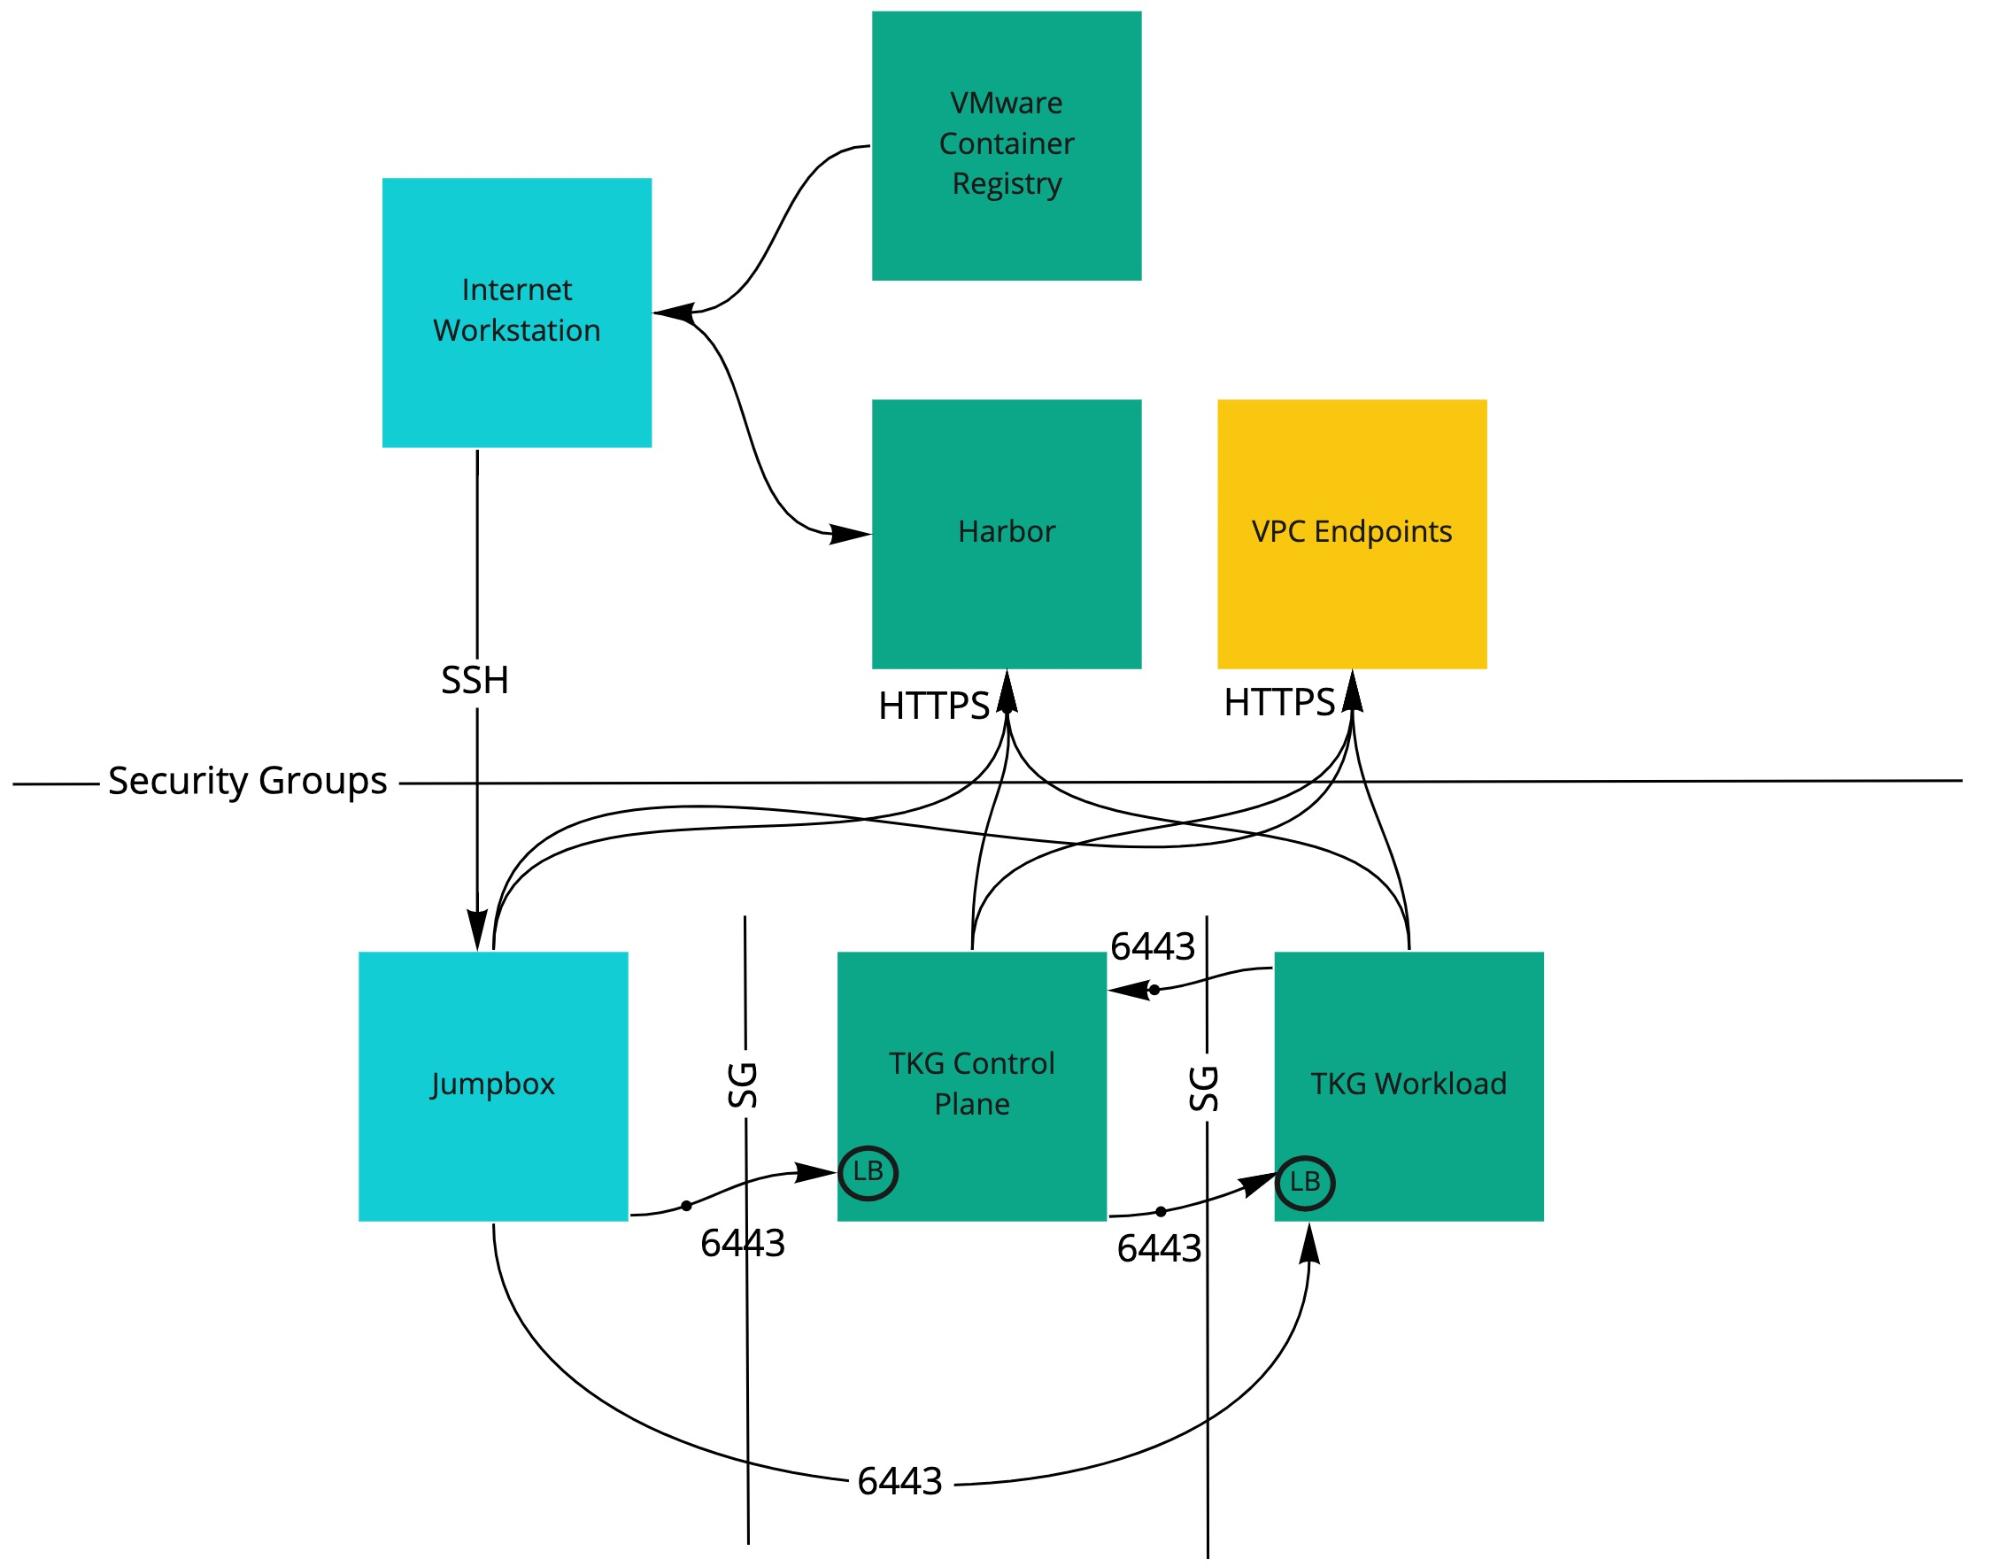 VMware
Container
Registry
Internet
Workstation
Harbor
VPC Endpoints
SSH
HTTPS
HTTPS
Security Groups
6443
Jumpbox
SG
TKG Control
Plane
SG
TKG Workload
LB
LB
6443
6443
6443